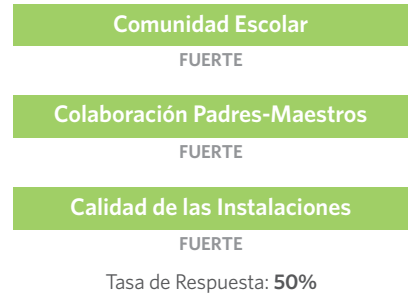 Comunidad Escolar
FUERTE
Colaboración Padres-Maestros
FUERTE
Calidad de las Instalaciones
FUERTE
Tasa de Respuesta: 50%